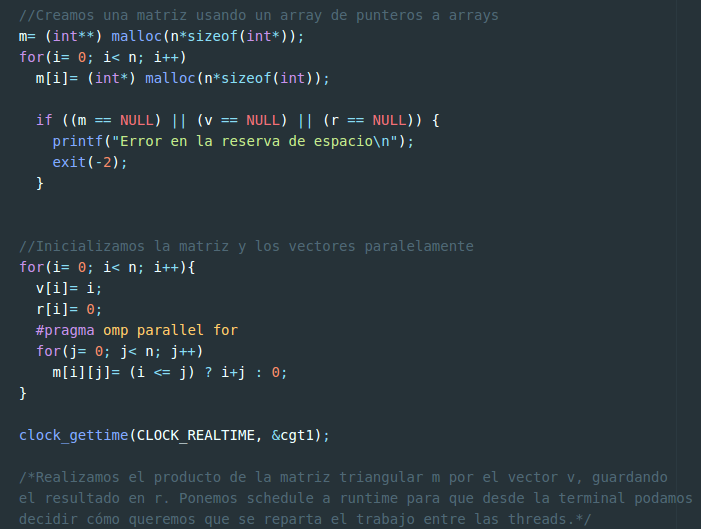 //Creamos una matriz usando un array de punteros a arrays
m= (int**) malloc(n*sizeof(int*));
for(i= 0; i< n; i++)
  m[i]= (int*) malloc(n*sizeof(int));

  if ((m == NULL) || (v == NULL) || (r == NULL)) {
    printf("Error en la reserva de espacio\n");
    exit(-2);
  }

//Inicializamos la matriz y los vectores paralelamente
for(i= 0; i< n; i++){
  v[i]= i;
  r[i]= 0;
  #pragma omp parallel for
  for(j= 0; j< n; j++)
    m[i][j]= (i <= j) ? i+j : 0;
}

clock_gettime(CLOCK_REALTIME, &cgt1);

/*Realizamos el producto de la matriz triangular m por el vector v, guardando
el resultado en r. Ponemos schedule a runtime para que desde la terminal podamos
decidir cómo queremos que se reparta el trabajo entre las threads.*/